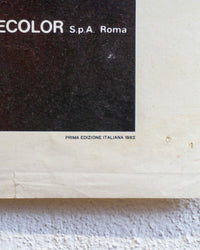 ECOLOR S.p.A. Roma
PRIMA EDIZIONE ITALIANA 1983